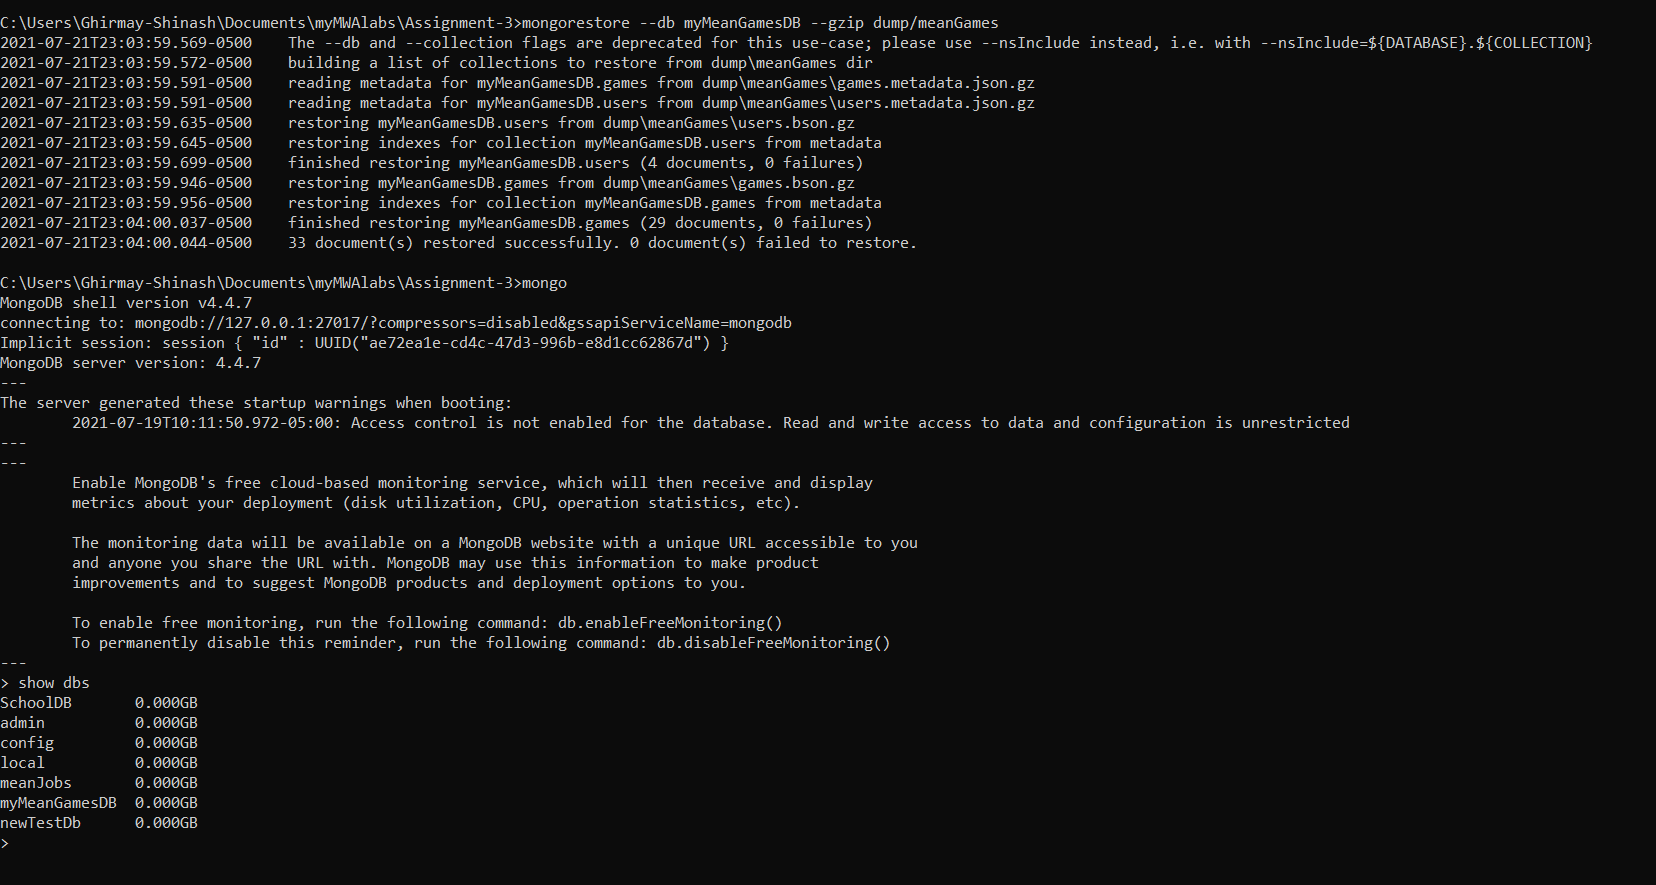 C:\Users\Ghirmay-Shinash\Documents\myMWAlabs\Assignment-3>mongorestore --db myMeanGamesDB --gzip dump/meanGames
2021-07-21T23:03:59.569-0500    The --db and --collection flags are deprecated for this use-case; please use --nsInclude instead, i.e. with --nsInclude=${DATABASE}.${COLLECTION}
2021-07-21T23:03:59.572-0500    building a list of collections to restore from dump\meanGames dir
2021-07-21T23:03:59.591-0500    reading metadata for myMeanGamesDB.games from dump\meanGames\games.metadata.json.gz
2021-07-21T23:03:59.591-0500    reading metadata for myMeanGamesDB.users from dump\meanGames\users.metadata.json.gz
2021-07-21T23:03:59.635-0500    restoring myMeanGamesDB.users from dump\meanGames\users.bson.gz
2021-07-21T23:03:59.645-0500    restoring indexes for collection myMeanGamesDB.users from metadata
2021-07-21T23:03:59.699-0500    finished restoring myMeanGamesDB.users (4 documents, 0 failures)
2021-07-21T23:03:59.946-0500    restoring myMeanGamesDB.games from dump\meanGames\games.bson.gz
2021-07-21T23:03:59.956-0500    restoring indexes for collection myMeanGamesDB.games from metadata
2021-07-21T23:04:00.037-0500    finished restoring myMeanGamesDB.games (29 documents, 0 failures)
2021-07-21T23:04:00.044-0500    33 document(s) restored successfully. 0 document(s) failed to restore.

C:\Users\Ghirmay-Shinash\Documents\myMWAlabs\Assignment-3>mongo
MongoDB shell version v4.4.7
connecting to: mongodb://127.0.0.1:27017/?compressors=disabled&gssapiServiceName=mongodb
Implicit session: session { "id" : UUID("ae72ea1e-cd4c-47d3-996b-e8d1cc62867d") }
MongoDB server version: 4.4.7
---
The server generated these startup warnings when booting:
        2021-07-19T10:11:50.972-05:00: Access control is not enabled for the database. Read and write access to data and configuration is unrestricted
---
---
        Enable MongoDB's free cloud-based monitoring service, which will then receive and display
        metrics about your deployment (disk utilization, CPU, operation statistics, etc).

        The monitoring data will be available on a MongoDB website with a unique URL accessible to you
        and anyone you share the URL with. MongoDB may use this information to make product
        improvements and to suggest MongoDB products and deployment options to you.

        To enable free monitoring, run the following command: db.enableFreeMonitoring()
        To permanently disable this reminder, run the following command: db.disableFreeMonitoring()
---
> show dbs
SchoolDB       0.000GB
admin          0.000GB
config         0.000GB
local          0.000GB
meanJobs       0.000GB
myMeanGamesDB  0.000GB
newTestDb      0.000GB
>